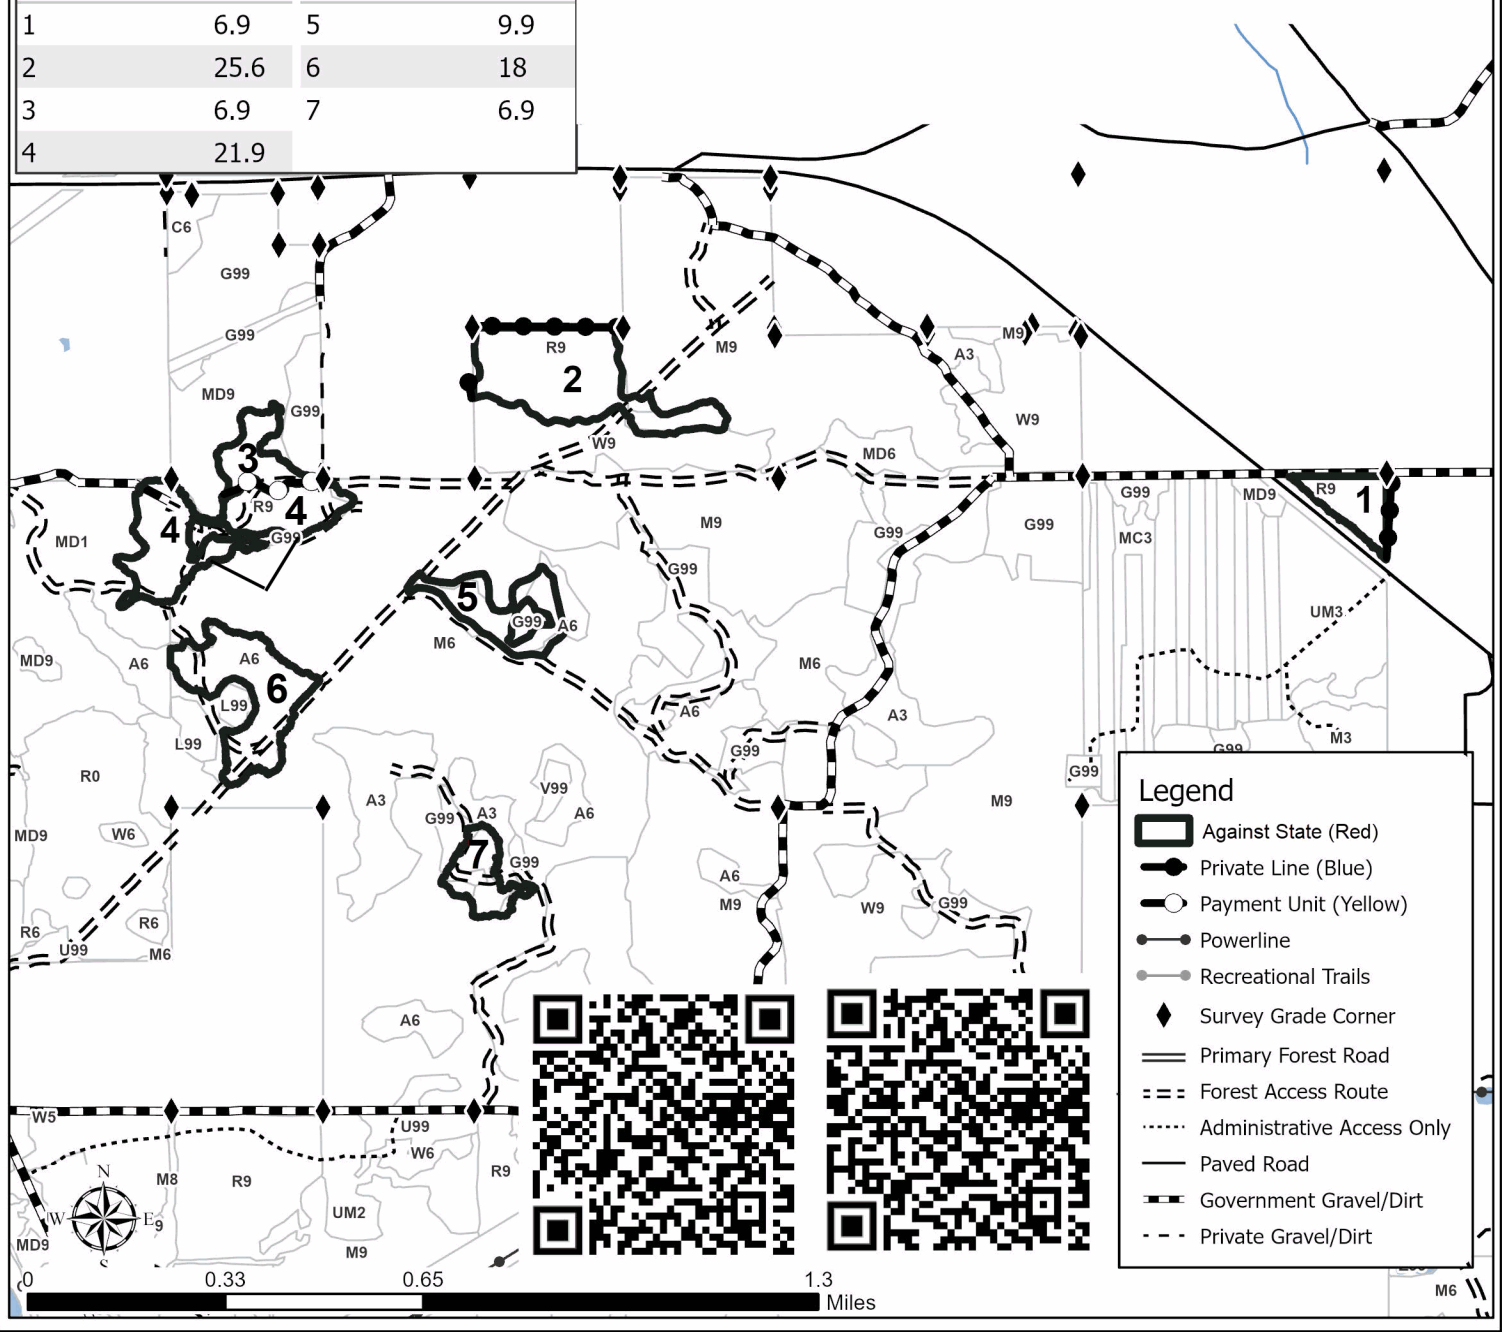 1 6.9 5 9.9
2 25.6 6 18
3 6.9 7 6.9
4 21.9
C6
G99
G99
MD9
G99
R9
2
M9
A3
M9
W9
W9
MD6
3
4
R9
4
G99
MD1
M9
G99
G99
G99
MD9
R9
1
MC3
G99
5
G99
A6
M6
UM3
MD9
A6
A6
6
L99
L99
M6
A6
A3
G99
M3
G99
G99
R0
MD9
W6
A3
G99
A3
V99
A6
7
G99
M9
A6
M9
W9
G99
R6
R6
U99
M6
A6
W5
U99
W6
M8
R9
R9
UM2
M9
MD9
9
N
W
E
S
M6
Legend
Against State (Red)
Private Line (Blue)
Payment Unit (Yellow)
Powerline
Recreational Trails
Survey Grade Corner
Primary Forest Road
Forest Access Route
Administrative Access Only
Paved Road
Government Gravel/Dirt
Private Gravel/Dirt
0 0.33 0.65 1.3
Miles